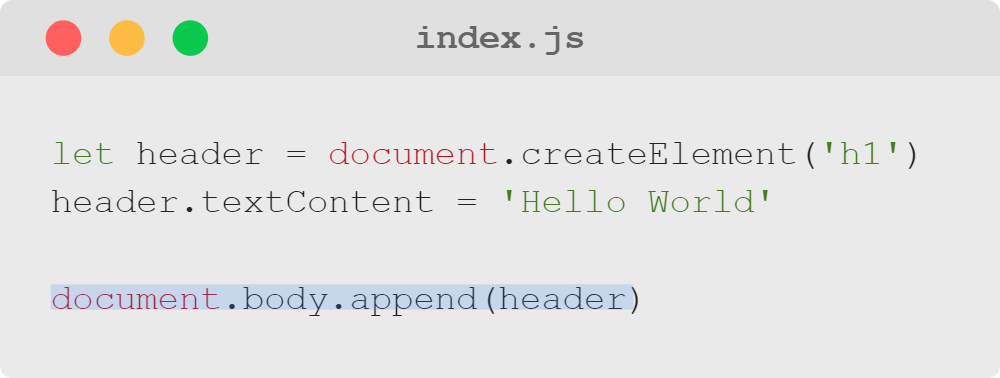 index.js
let header = document.createElement('h1')
header.textContent = 'Hello World'
document.body.append(header)